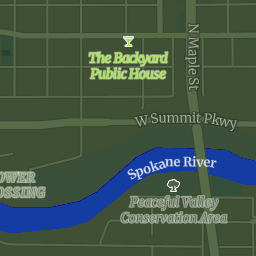 N Maple St
The Backyard
Public House
W Summit Pkwy
Spokane River
OWER
OSSING
Peaceful Valley
Conservation Area